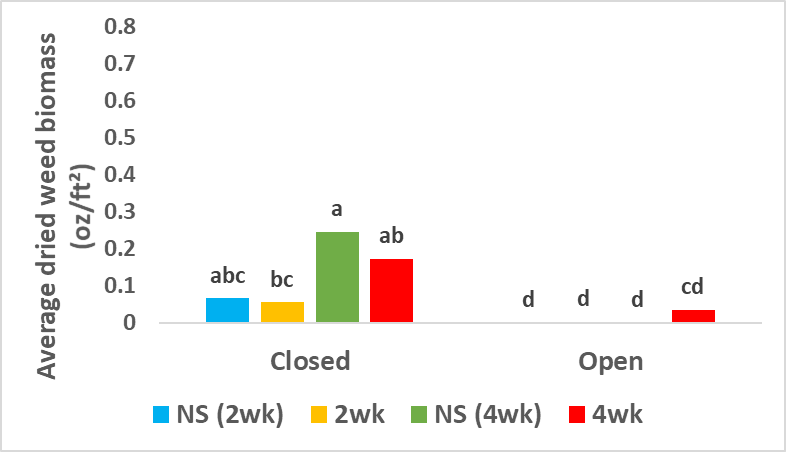 Average dried weed biomass
(oz/ft²)
0.8
0.7
0.6
0.5
0.4
0.3
0.2
0.1
0
abc
bc
a
ab
d
d
d
cd
Closed
Open
NS (2wk)
2wk
NS (4wk)
4wk